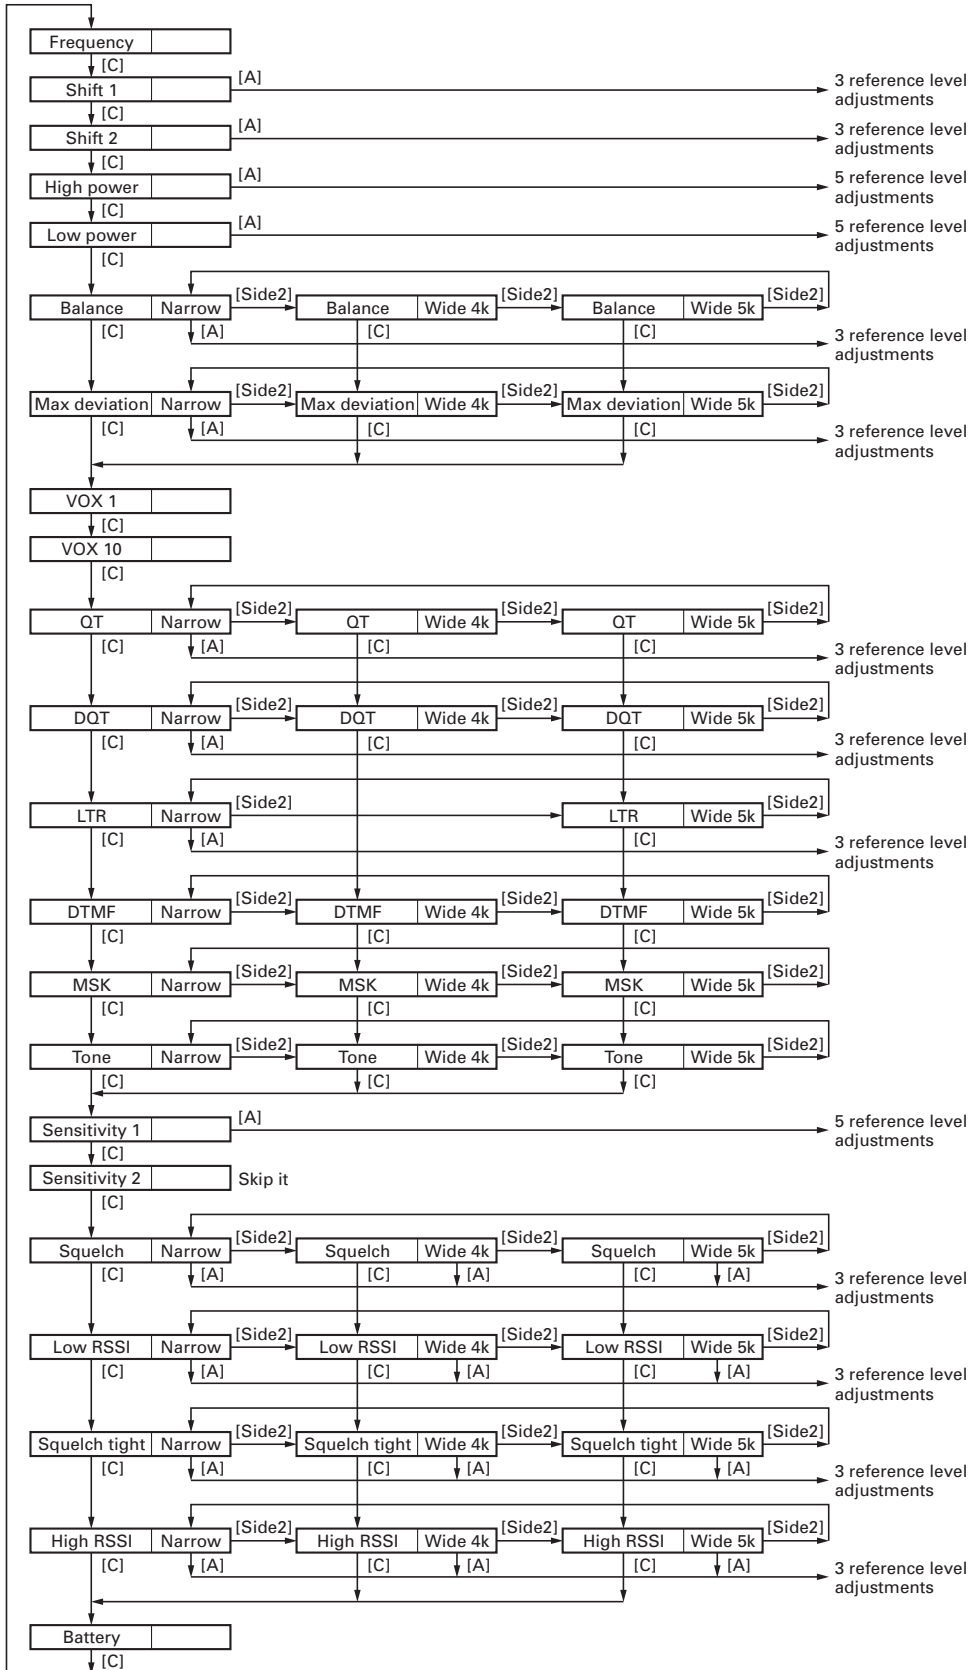 Frequency
[C]
Shift 1 [A] 3 reference level
adjustments
[C]
Shift 2 [A] 3 reference level
adjustments
[C]
High power [A] 5 reference level
adjustments
[C]
Low power [A] 5 reference level
adjustments
[C]
Balance Narrow [Side2] Balance Wide 4k [Side2] Balance Wide 5k [Side2]
[C] [A] [C] [C] 3 reference level
adjustments
Max deviation Narrow [Side2] Max deviation Wide 4k [Side2] Max deviation Wide 5k [Side2]
[C] [A] [C] [C] 3 reference level
adjustments
VOX 1
[C]
VOX 10
[C]
QT Narrow [Side2] QT Wide 4k [Side2] QT Wide 5k [Side2]
[C] [A] [C] [C] 3 reference level
adjustments
DQT Narrow [Side2] DQT Wide 4k [Side2] DQT Wide 5k [Side2]
[C] [A] [C] [C] 3 reference level
adjustments
LTR Narrow [Side2] LTR Wide 5k [Side2]
[C] [A] [C] 3 reference level
adjustments
DTMF Narrow [Side2] DTMF Wide 4k [Side2] DTMF Wide 5k [Side2]
[C] [C] [C]
MSK Narrow [Side2] MSK Wide 4k [Side2] MSK Wide 5k [Side2]
[C] [C] [C]
Tone Narrow [Side2] Tone Wide 4k [Side2] Tone Wide 5k [Side2]
[C] [C] [C]
Sensitivity 1 [A] 5 reference level
adjustments
[C]
Sensitivity 2 Skip it
[C]
Squelch Narrow [Side2] Squelch Wide 4k [Side2] Squelch Wide 5k [Side2]
[C] [A] [C] [A] [C] [A] 3 reference level
adjustments
Low RSSI Narrow [Side2] Low RSSI Wide 4k [Side2] Low RSSI Wide 5k [Side2]
[C] [A] [C] [A] [C] [A] 3 reference level
adjustments
Squelch tight Narrow [Side2] Squelch tight Wide 4k [Side2] Squelch tight Wide 5k [Side2]
[C] [A] [C] [A] [C] [A] 3 reference level
adjustments
High RSSI Narrow [Side2] High RSSI Wide 4k [Side2] High RSSI Wide 5k [Side2]
[C] [A] [C] [A] [C] [A] 3 reference level
adjustments
Battery
[C]